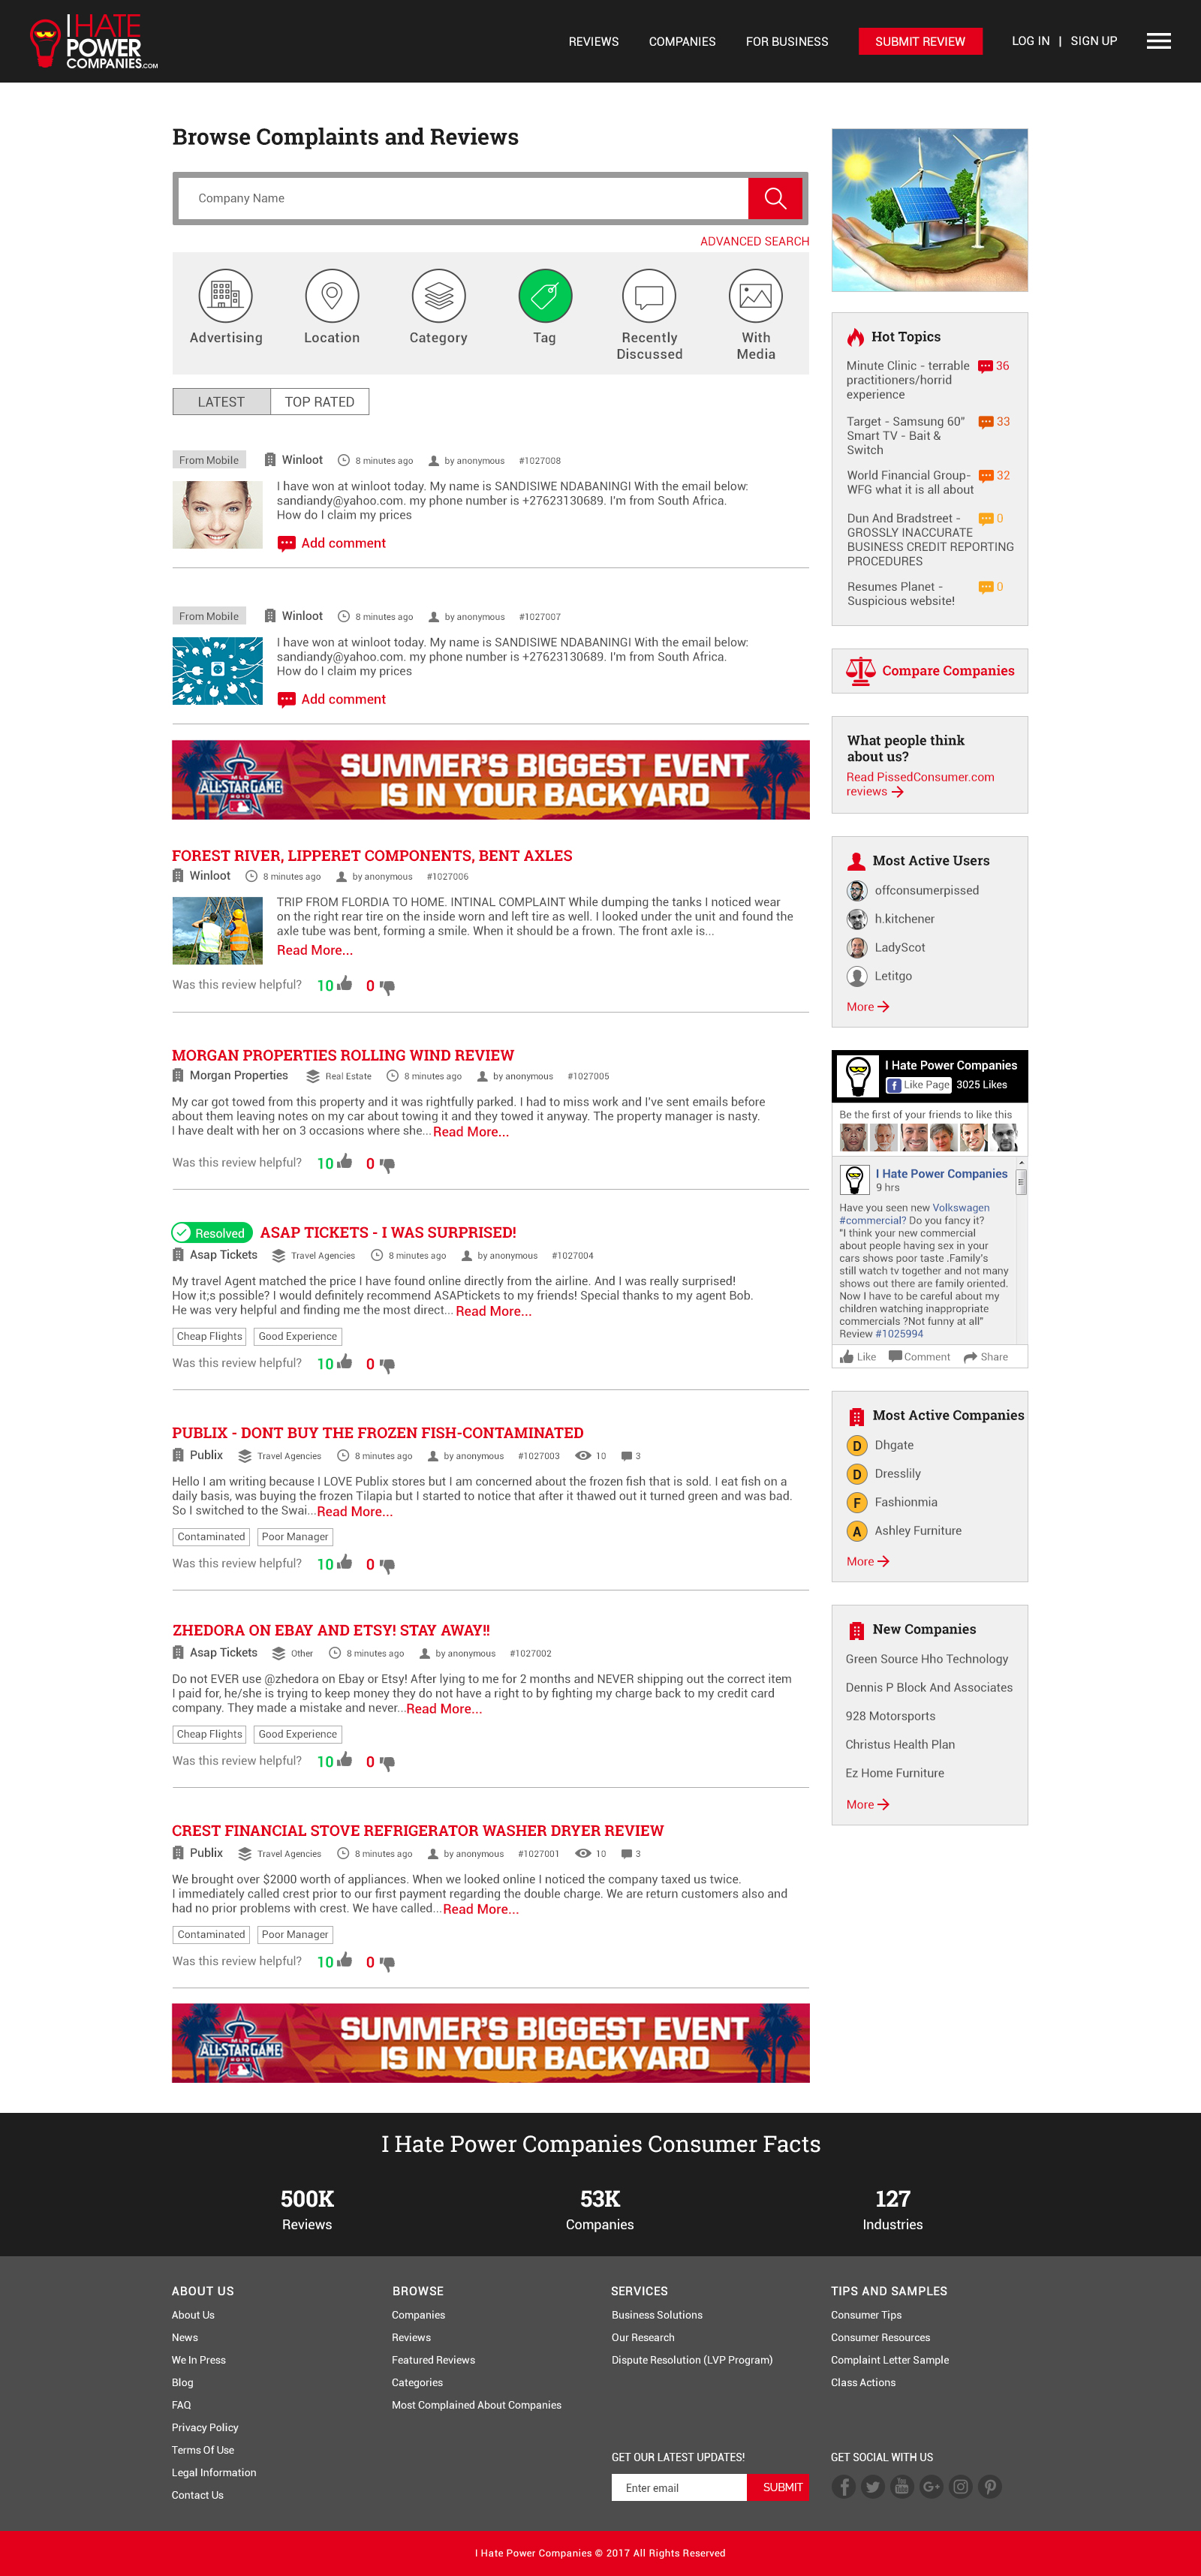 I HATE
POWER
COMPANIES.COM
REVIEWS COMPANIES FOR BUSINESS SUBMIT REVIEW LOG IN | SIGN UP
Browse Complaints and Reviews
Company Name
ADVANCED SEARCH
Advertising Location Category Tag Recently Discussed With Media
LATEST TOP RATED
From Mobile Winloot 8 minutes ago by anonymous #1027008
I have won at winloot today. My name is SANDISIWE NDABANINGI With the email below:
sandiandy@yahoo.com. my phone number is +27623130689. I'm from South Africa.
How do I claim my prices
Add comment
From Mobile Winloot 8 minutes ago by anonymous #1027007
I have won at winloot today. My name is SANDISIWE NDABANINGI With the email below:
sandiandy@yahoo.com. my phone number is +27623130689. I'm from South Africa.
How do I claim my prices
Add comment
MLB
ALL-STAR GAME
2010
SUMMER'S BIGGEST EVENT
IS IN YOUR BACKYARD
FOREST RIVER, LIPPERET COMPONENTS, BENT AXLES
Winloot 8 minutes ago by anonymous #1027006
TRIP FROM FLORDIA TO HOME. INTINAL COMPLAINT While dumping the tanks I noticed wear
on the right rear tire on the inside worn and left tire as well. I looked under the unit and found the
axle tube was bent, forming a smile. When it should be a frown. The front axle is...
Read More...
Was this review helpful? 10 0
MORGAN PROPERTIES ROLLING WIND REVIEW
Morgan Properties Real Estate 8 minutes ago by anonymous #1027005
My car got towed from this property and it was rightfully parked. I had to miss work and I've sent emails before
about them leaving notes on my car about towing it and they towed it anyway. The property manager is nasty.
I have dealt with her on 3 occasions where she... Read More...
Was this review helpful? 10 0
Resolved ASAP TICKETS - I WAS SURPRISED!
Asap Tickets Travel Agencies 8 minutes ago by anonymous #1027004
My travel Agent matched the price I have found online directly from the airline. And I was really surprised!
How it;s possible? I would definitely recommend ASAPtickets to my friends! Special thanks to my agent Bob.
He was very helpful and finding me the most direct... Read More...
Cheap Flights Good Experience
Was this review helpful? 10 0
PUBLIX - DONT BUY THE FROZEN FISH-CONTAMINATED
Publix Travel Agencies 8 minutes ago by anonymous #1027003 10 3
Hello I am writing because I LOVE Publix stores but I am concerned about the frozen fish that is sold. I eat fish on a
daily basis, was buying the frozen Tilapia but I started to notice that after it thawed out it turned green and was bad.
So I switched to the Swai...Read More...
Contaminated Poor Manager
Was this review helpful? 10 0
ZHEDORA ON EBAY AND ETSY! STAY AWAY!!
Asap Tickets Other 8 minutes ago by anonymous #1027002
Do not EVER use @zhedora on Ebay or Etsy! After lying to me for 2 months and NEVER shipping out the correct item
I paid for, he/she is trying to keep money they do not have a right to by fighting my charge back to my credit card
company. They made a mistake and never...Read More...
Cheap Flights Good Experience
Was this review helpful? 10 0
CREST FINANCIAL STOVE REFRIGERATOR WASHER DRYER REVIEW
Publix Travel Agencies 8 minutes ago by anonymous #1027001 10 3
We brought over $2000 worth of appliances. When we looked online I noticed the company taxed us twice.
I immediately called crest prior to our first payment regarding the double charge. We are return customers also and
had no prior problems with crest. We have called...Read More...
Contaminated Poor Manager
Was this review helpful? 10 0
MLB
ALL-STAR GAME
2010
SUMMER'S BIGGEST EVENT
IS IN YOUR BACKYARD
Hot Topics
Minute Clinic - terrable 36
practitioners/horrid
experience
Target - Samsung 60" 33
Smart TV - Bait &
Switch
World Financial Group- 32
WFG what it is all about
Dun And Bradstreet - 0
GROSSLY INACCURATE
BUSINESS CREDIT REPORTING
PROCEDURES
Resumes Planet - 0
Suspicious website!
Compare Companies
What people think
about us?
Read PissedConsumer.com
reviews
Most Active Users
offconsumerpissed
h.kitchener
LadyScot
Letitgo
More
I Hate Power Companies
f Like Page 3025 Likes
Be the first of your friends to like this
I Hate Power Companies
9 hrs
Have you seen new Volkswagen
#commercial? Do you fancy it?
"I think your new commercial
about people having sex in your
cars shows poor taste .Family's
still watch tv together and not many
shows out there are family oriented.
Now I have to be careful about my
children watching inappropriate
commercials ?Not funny at all"
Review #1025994
Like Comment Share
Most Active Companies
D Dhgate
D Dresslily
F Fashionmia
A Ashley Furniture
More
New Companies
Green Source Hho Technology
Dennis P Block And Associates
928 Motorsports
Christus Health Plan
Ez Home Furniture
More
I Hate Power Companies Consumer Facts
500K 53K 127
Reviews Companies Industries
ABOUT US
About Us
News
We In Press
Blog
FAQ
Privacy Policy
Terms Of Use
Legal Information
Contact Us
BROWSE
Companies
Reviews
Featured Reviews
Categories
Most Complained About Companies
SERVICES
Business Solutions
Our Research
Dispute Resolution (LVP Program)
TIPS AND SAMPLES
Consumer Tips
Consumer Resources
Complaint Letter Sample
Class Actions
GET OUR LATEST UPDATES!
Enter email SUBMIT
GET SOCIAL WITH US
I Hate Power Companies © 2017 All Rights Reserved